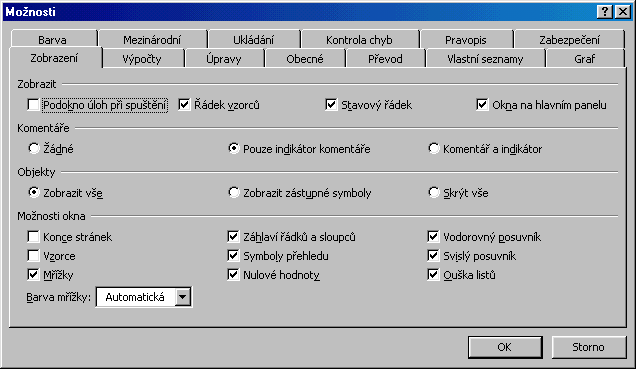 Možnosti
Barva Mezinárodní Ukládání Kontrola chyb Pravopis Zabezpečení
Zobrazení Výpočty Úpravy Obecné Převod Vlastní seznamy Graf
Zobrazit
Podokno úloh při spuštění Řádek vzorců Stavový řádek Okna na hlavním panelu
Komentáře
Žádné Pouze indikátor komentáře Komentář a indikátor
Objekty
Zobrazit vše Zobrazit zástupné symboly Skrýt vše
Možnosti okna
Konce stránek Záhlaví řádků a sloupců Vodorovný posuvník
Vzorce Symboly přehledu Svislý posuvník
Mřížky Nulové hodnoty Ouška listů
Barva mřížky: Automatická
OK Storno